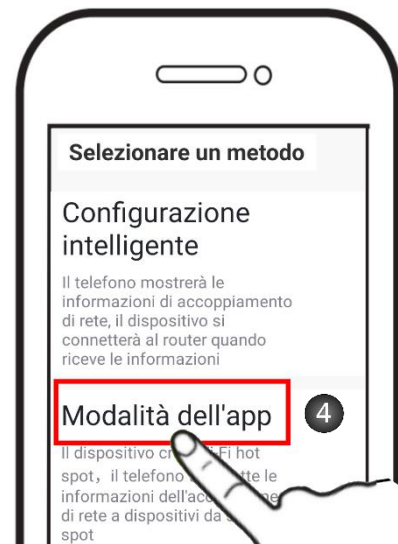 Selezionare un metodo
Configurazione
intelligente
Il telefono mostrerà le
informazioni di accoppiamento
di rete, il dispositivo si
connetterà al router quando
riceve le informazioni
Modalità dell'app
4
Il dispositivo Fi hot
spot, il telefono le
informazioni
di rete a dispositivi da
spot